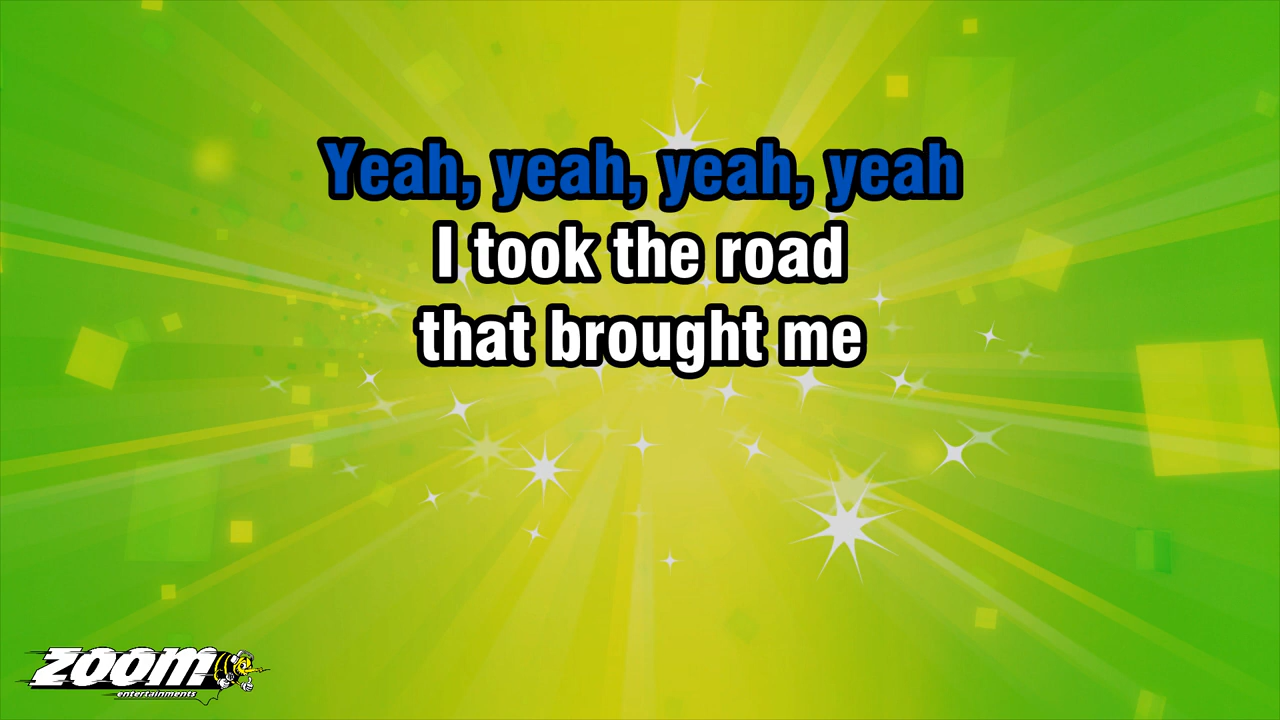 Yeah, yeah, yeah, yeah
I took the road
that brought me
zoom
entertainments